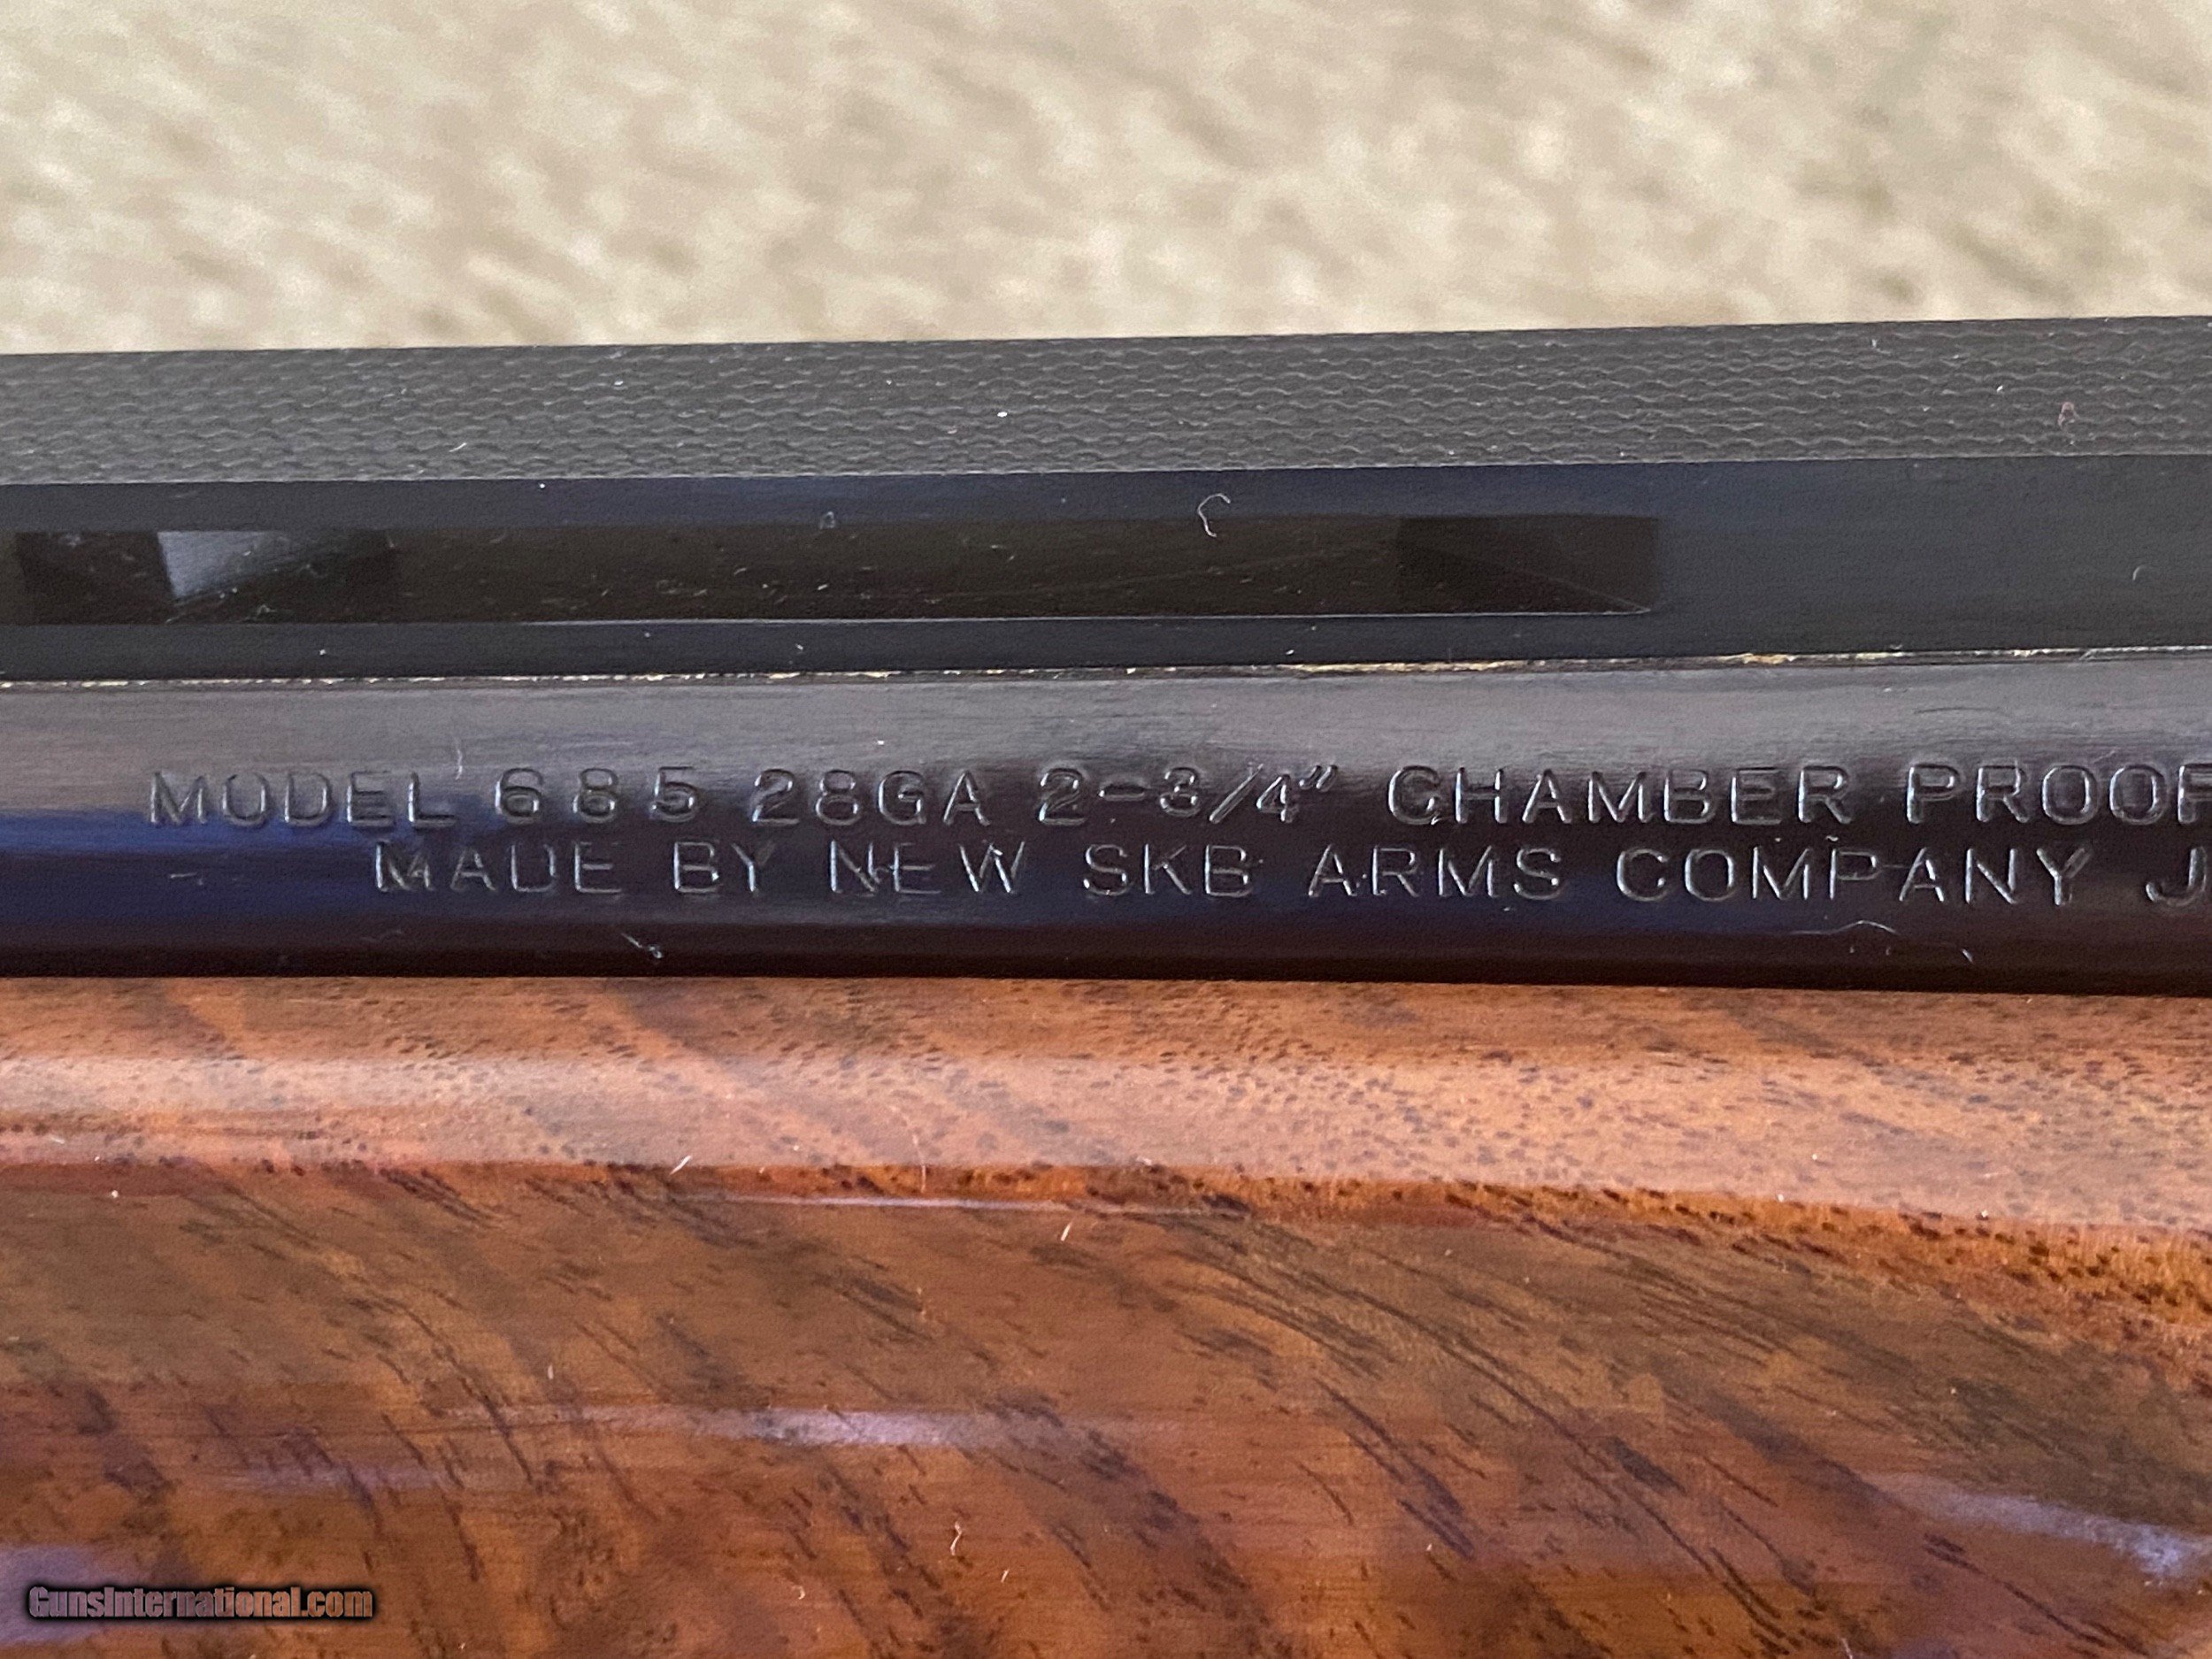 MODEL 685 28GA 2-3/4" CHAMBER PROOF
MADE BY NEW SKB ARMS COMPANY J
GunsInternational.com